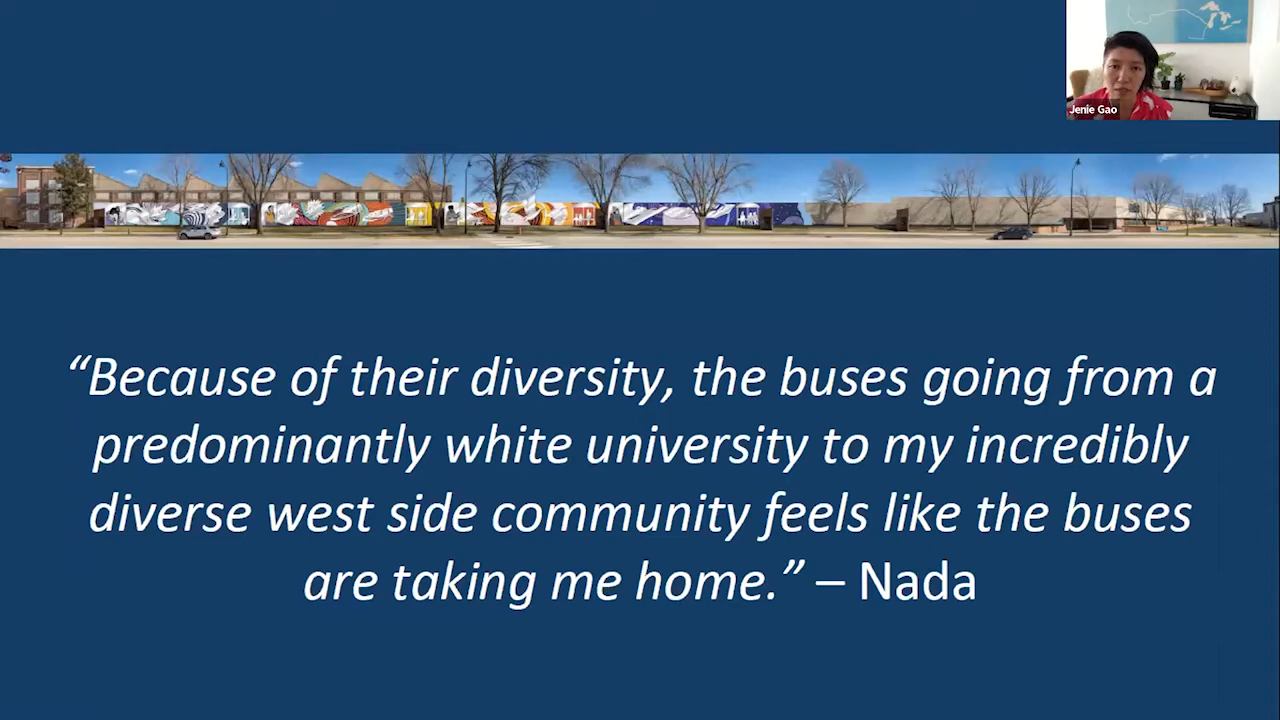 Jenie Gao
“Because of their diversity, the buses going from a
predominantly white university to my incredibly
diverse west side community feels like the buses
are taking me home.” – Nada